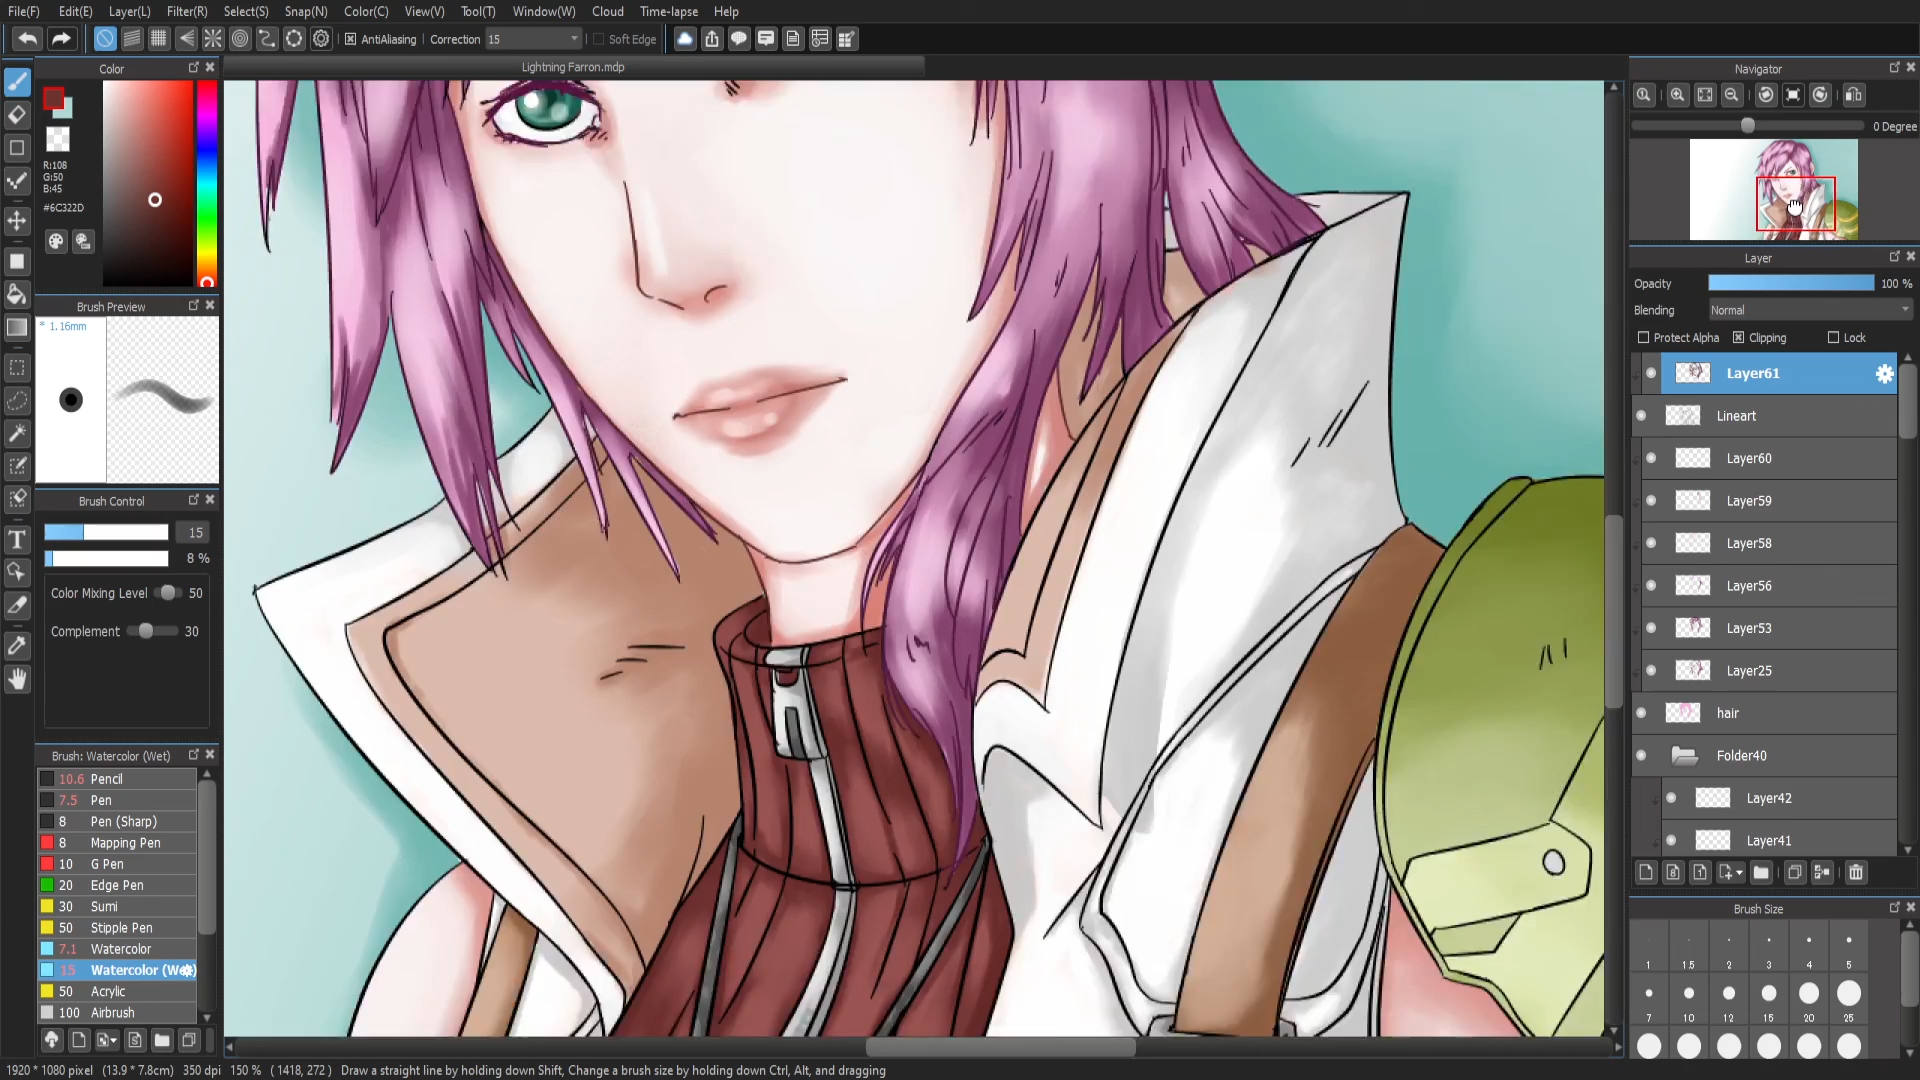 File(F) Edit(E) Layer(L) Filter(R) Select(S) Snap(N) Color(C) View(V) Tool(T) Window(W) Cloud Time-lapse Help
AntiAliasing Correction 15 Soft Edge
Color
Lightning Farron.mdp
Navigator
0 Degree
R:108
G:50
B:45
#6C322D
Layer
Opacity 100 %
Blending Normal
Protect Alpha Clipping Lock
Brush Preview
* 1.16mm
Layer61
Lineart
Layer60
Layer59
Layer58
Layer56
Layer53
Layer25
hair
Folder40
Layer42
Layer41
Brush Control
15
8 %
Color Mixing Level 50
Complement 30
Brush: Watercolor (Wet)
10.6 Pencil
7.5 Pen
8 Pen (Sharp)
8 Mapping Pen
10 G Pen
20 Edge Pen
30 Sumi
50 Stipple Pen
7.1 Watercolor
15 Watercolor (Wet)
50 Acrylic
100 Airbrush
Brush Size
1 1.5 2 3 4 5
7 10 12 15 20 25
1920 * 1080 pixel (13.9 * 7.8cm) 350 dpi 150 % ( 1418, 272 ) Draw a straight line by holding down Shift, Change a brush size by holding down Ctrl, Alt, and dragging